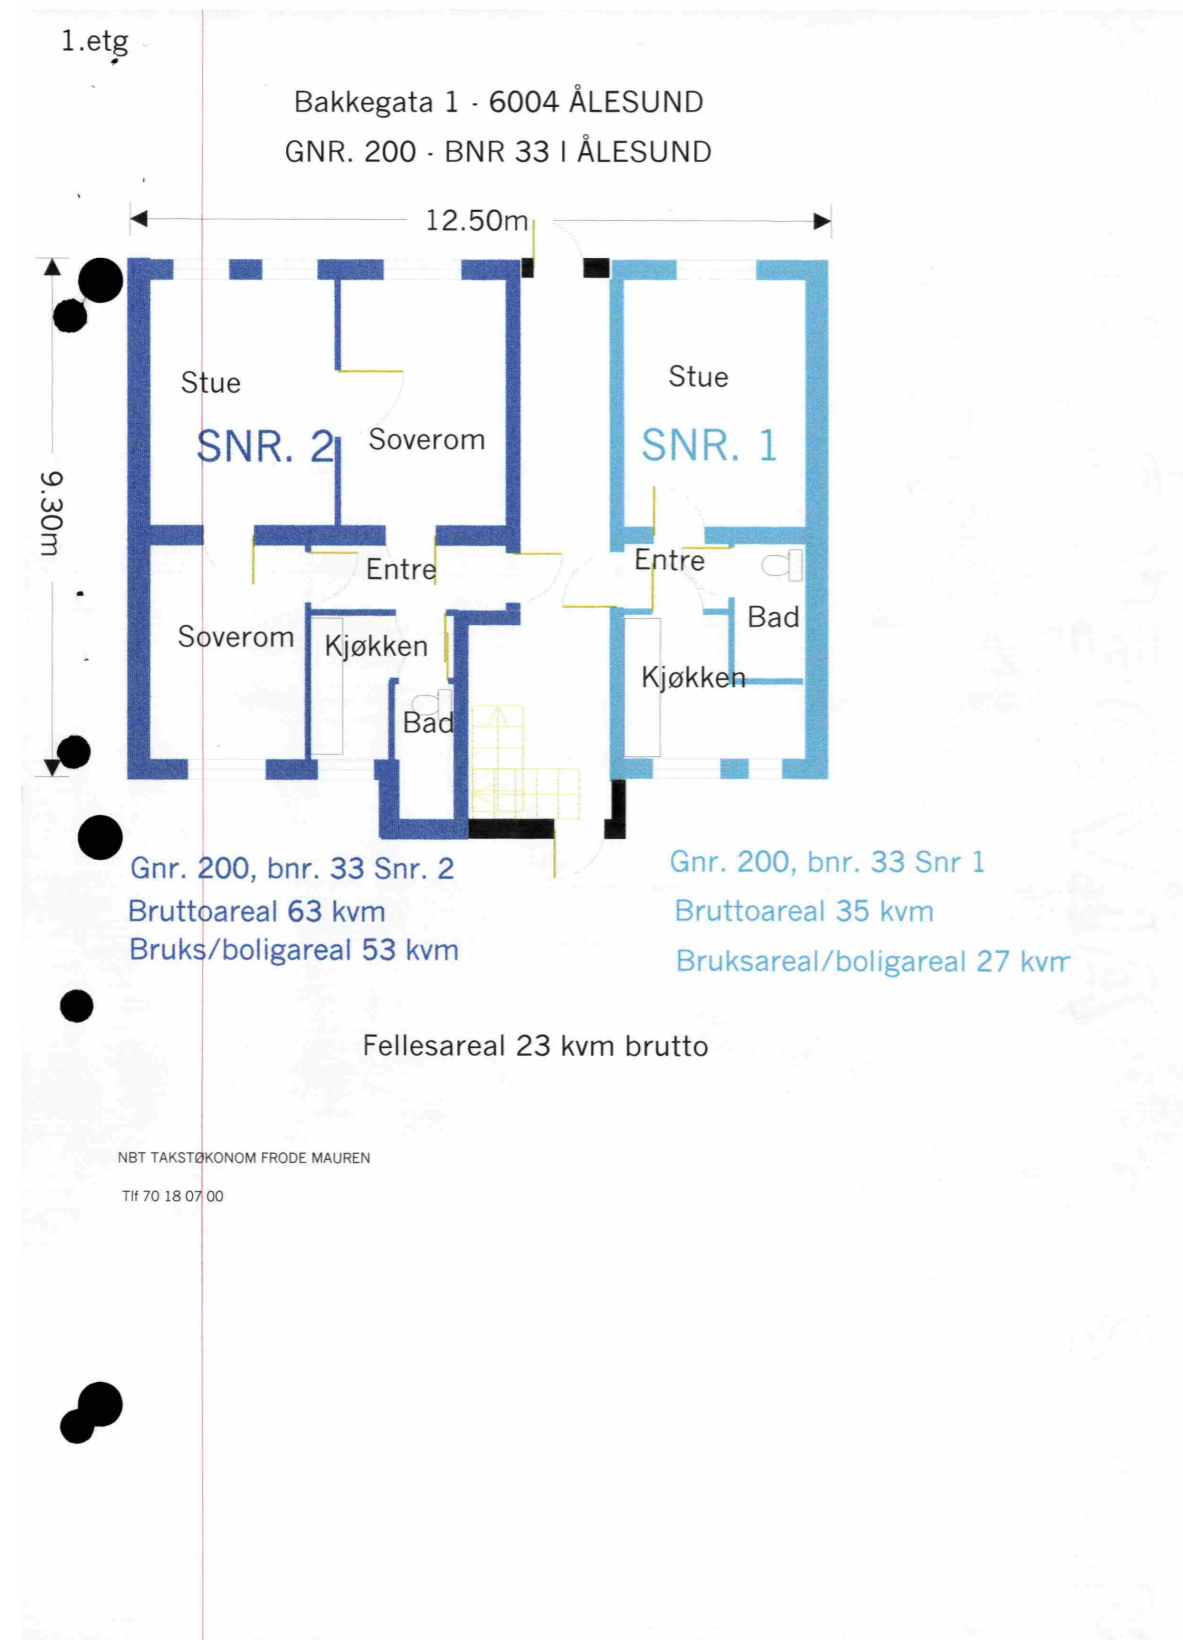 1.etg
Bakkegata 1 - 6004 ÅLESUND
GNR. 200 - BNR 33 I ÅLESUND
12.50m
9.30m
Stue
SNR. 2
Soverom
Stue
SNR. 1
Entre
Entre
Soverom
Kjøkken
Bad
Bad
Kjøkken
Gnr. 200, bnr. 33 Snr. 2
Bruttoareal 63 kvm
Bruks/boligareal 53 kvm
Gnr. 200, bnr. 33 Snr 1
Bruttoareal 35 kvm
Bruksareal/boligareal 27 kvm
Fellesareal 23 kvm brutto
NBT TAKSTØKONOM FRODE MAUREN
Tlf 70 18 07 00